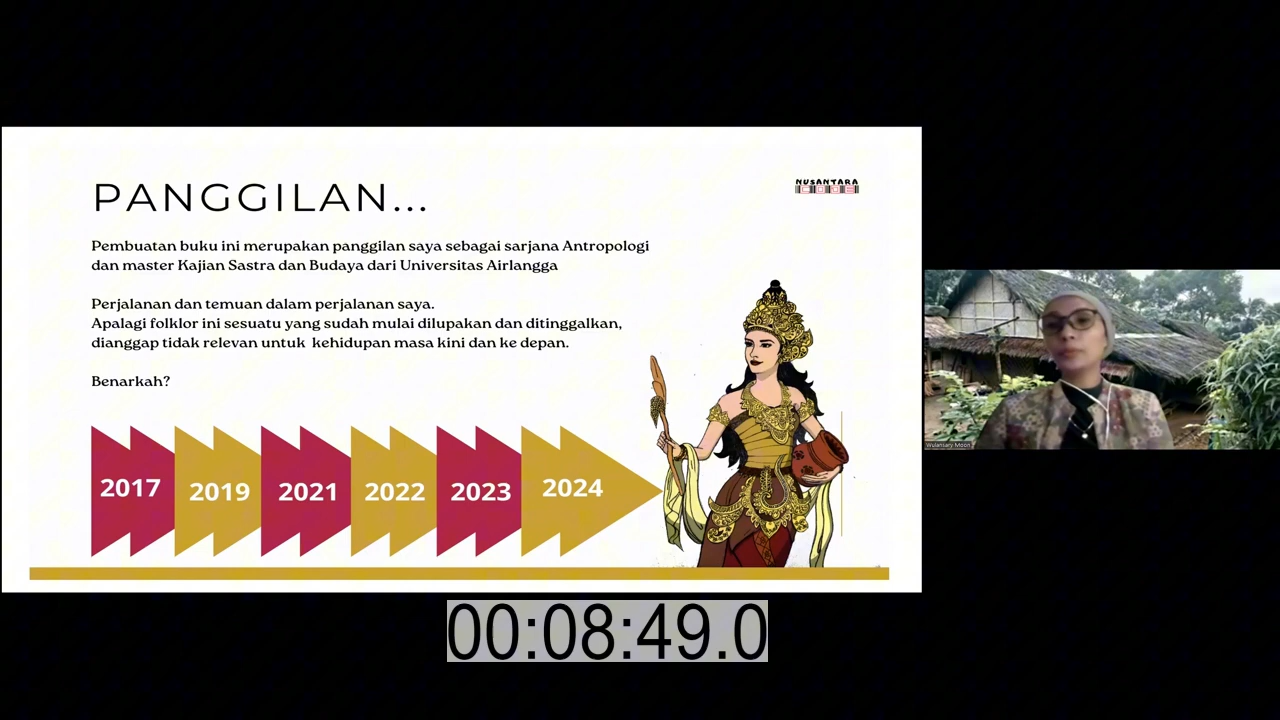 PANGGILAN...
NUSANTARA
CODE
Pembuatan buku ini merupakan panggilan saya sebagai sarjana Antropologi
dan master Kajian Sastra dan Budaya dari Universitas Airlangga
Perjalanan dan temuan dalam perjalanan saya.
Apalagi folklor ini sesuatu yang sudah mulai dilupakan dan ditinggalkan,
dianggap tidak relevan untuk kehidupan masa kini dan ke depan.
Benarkah?
2017 2019 2021 2022 2023 2024
Wulansary Moon
00:08:49.0